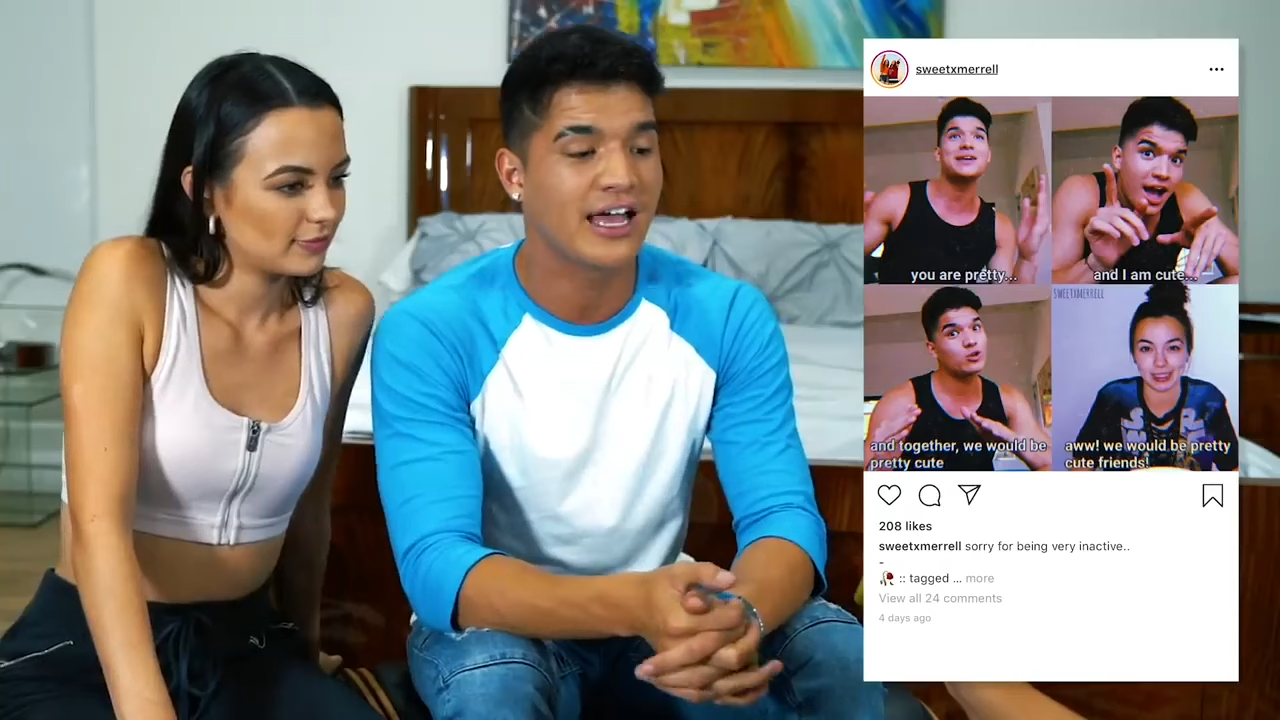 sweetxmerrell
you are pretty...
and I am cute...
SWEETXMERRELL
and together, we would be
pretty cute
aww! we would be pretty
cute friends!
208 likes
sweetxmerrell sorry for being very inactive..
-
🥀 :: tagged ... more
View all 24 comments
4 days ago